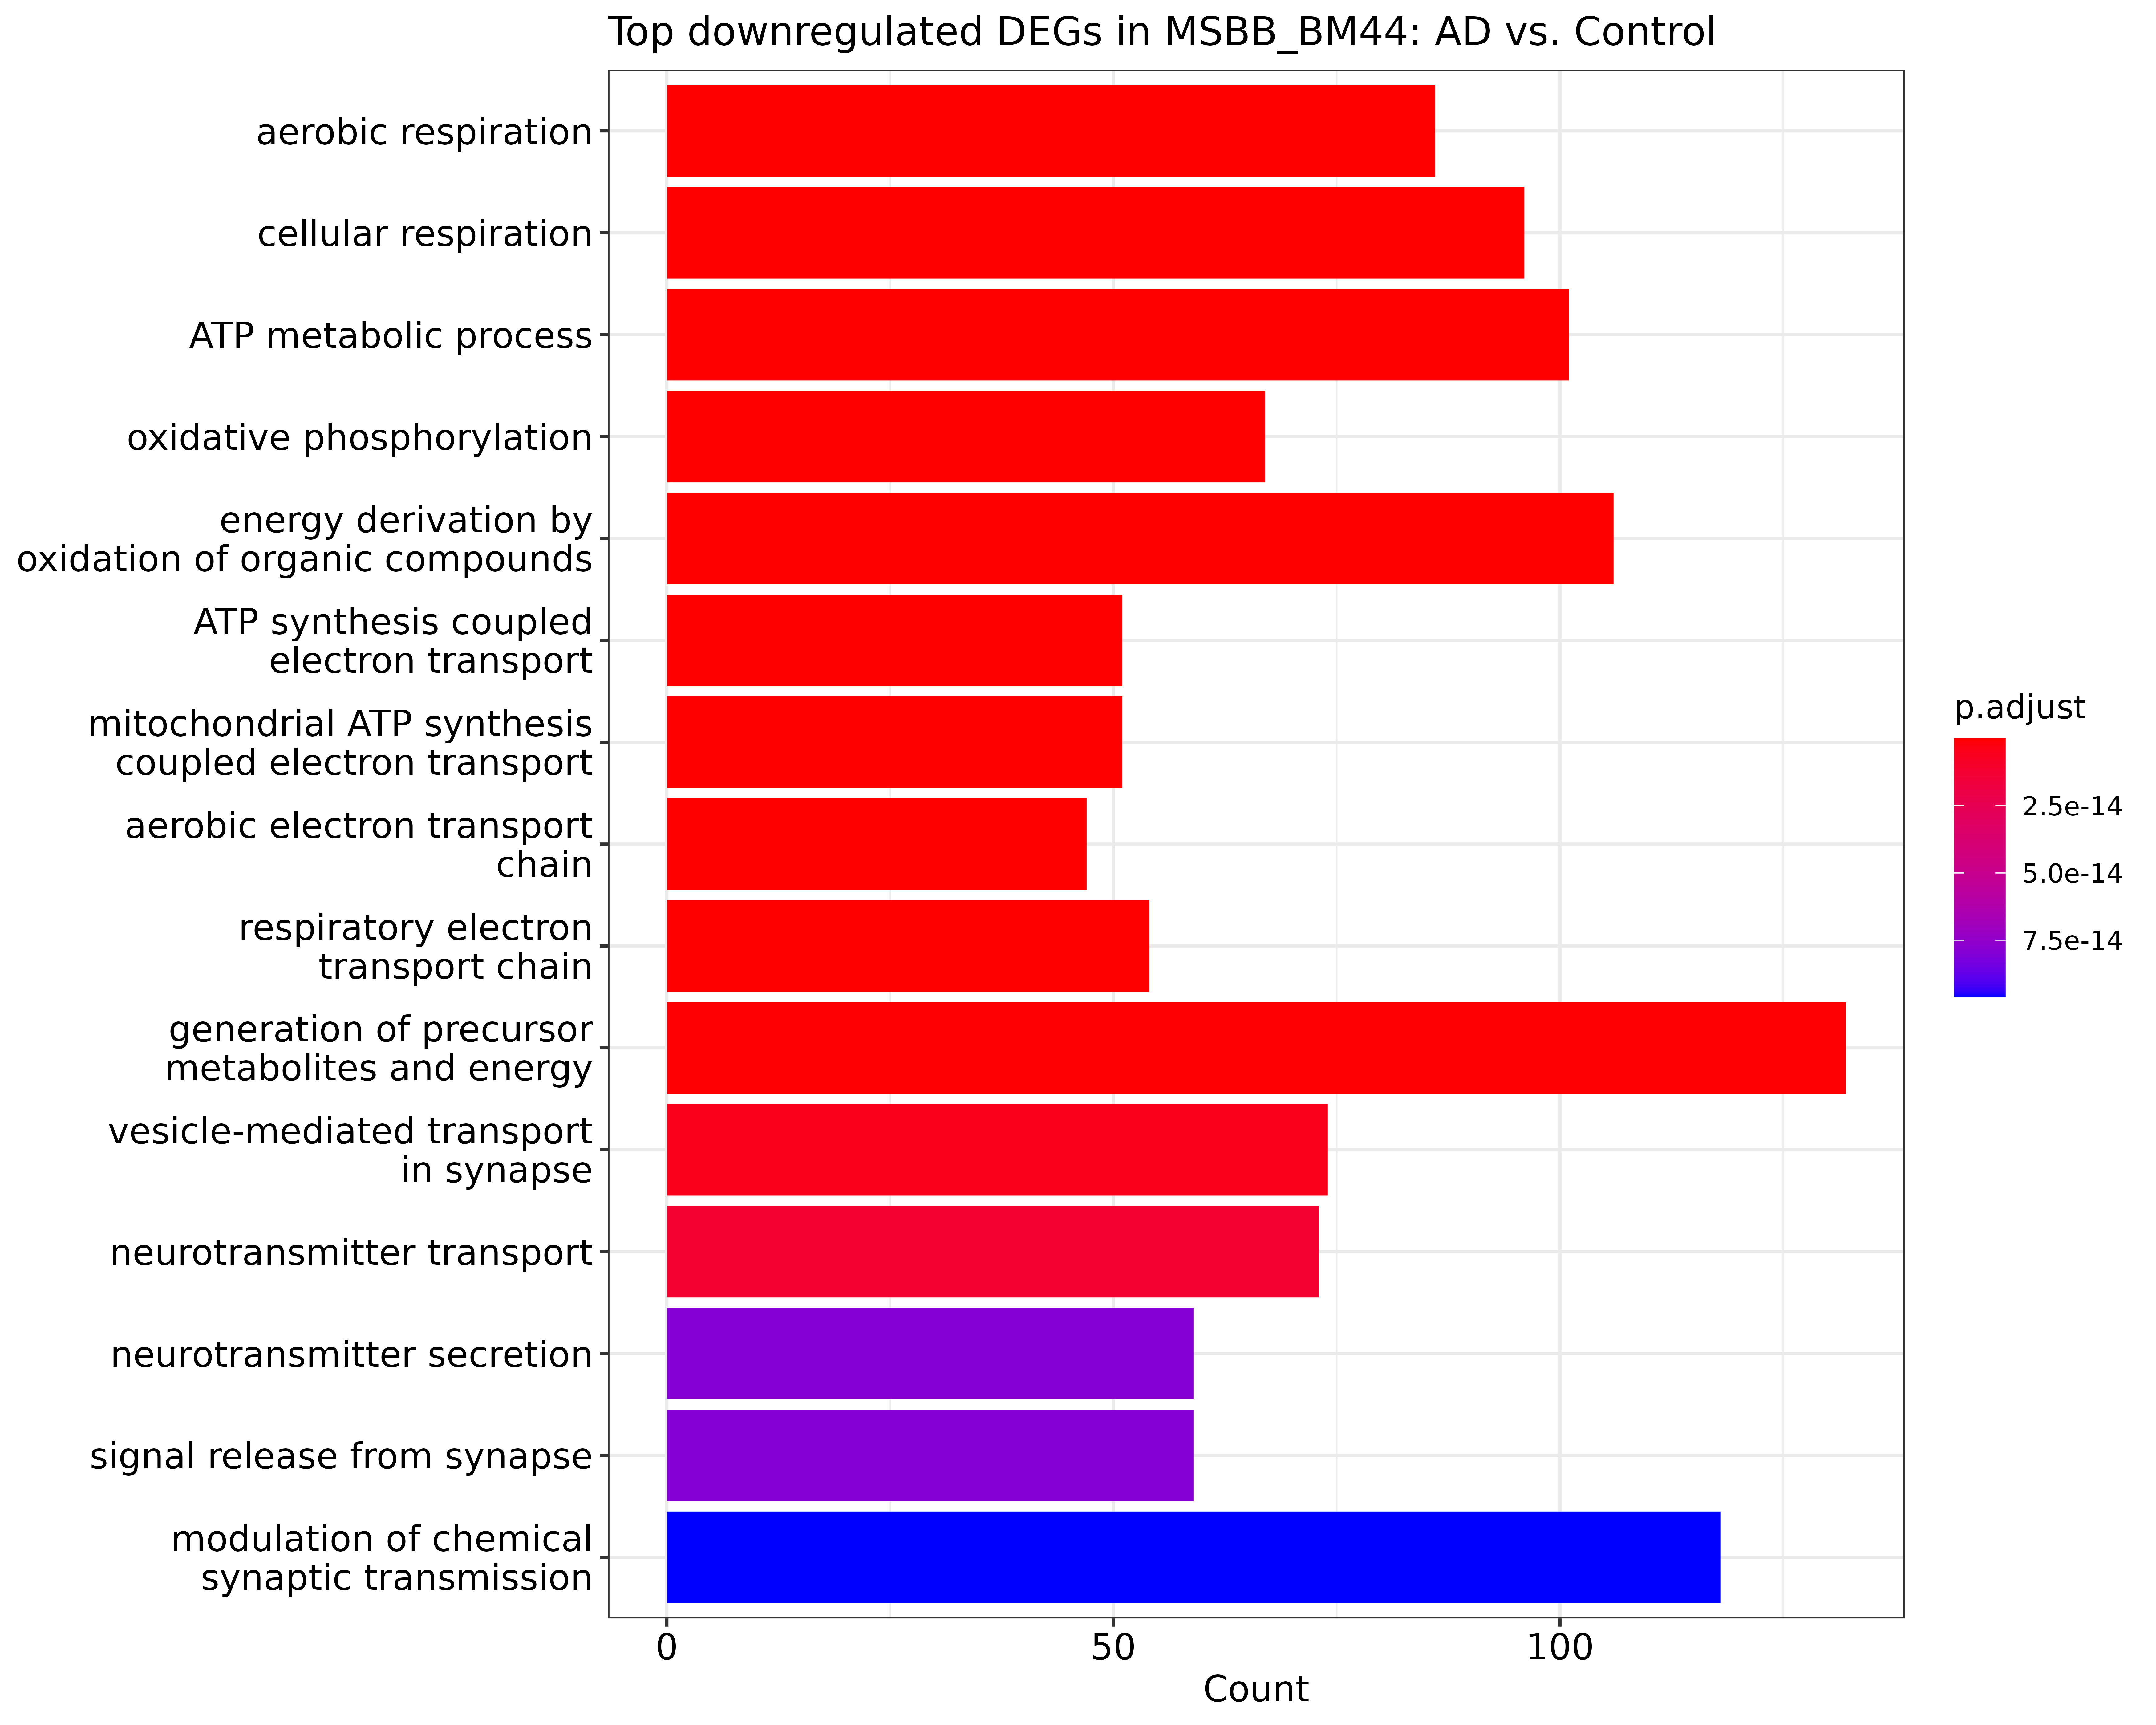 Top downregulated DEGs in MSBB_BM44: AD vs. Control
aerobic respiration
cellular respiration
ATP metabolic process
oxidative phosphorylation
energy derivation by
oxidation of organic compounds
ATP synthesis coupled
electron transport
mitochondrial ATP synthesis
coupled electron transport
aerobic electron transport
chain
respiratory electron
transport chain
generation of precursor
metabolites and energy
vesicle-mediated transport
in synapse
neurotransmitter transport
neurotransmitter secretion
signal release from synapse
modulation of chemical
synaptic transmission
0 50 100
Count
p.adjust
2.5e-14
5.0e-14
7.5e-14